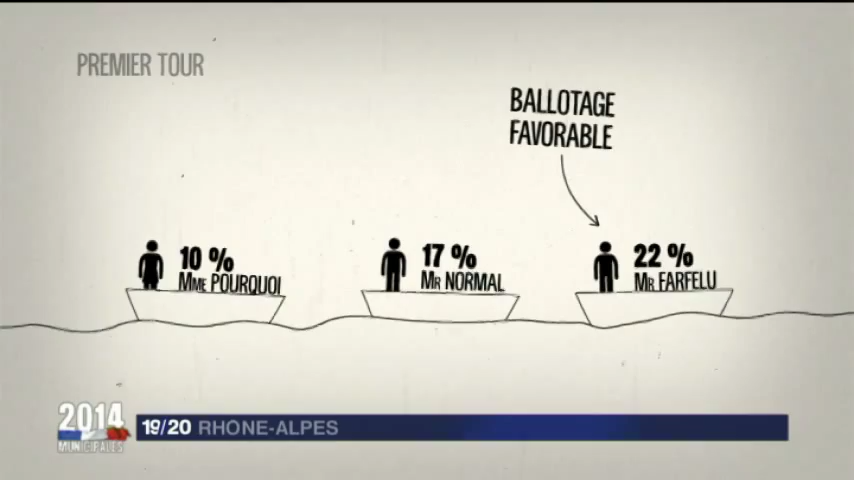 PREMIER TOUR
BALLOTAGE
FAVORABLE
10 %
MME POURQUOI
17 %
MR NORMAL
22 %
MR FARFELU
2014
MUNICIPALES
19/20 RHONE-ALPES